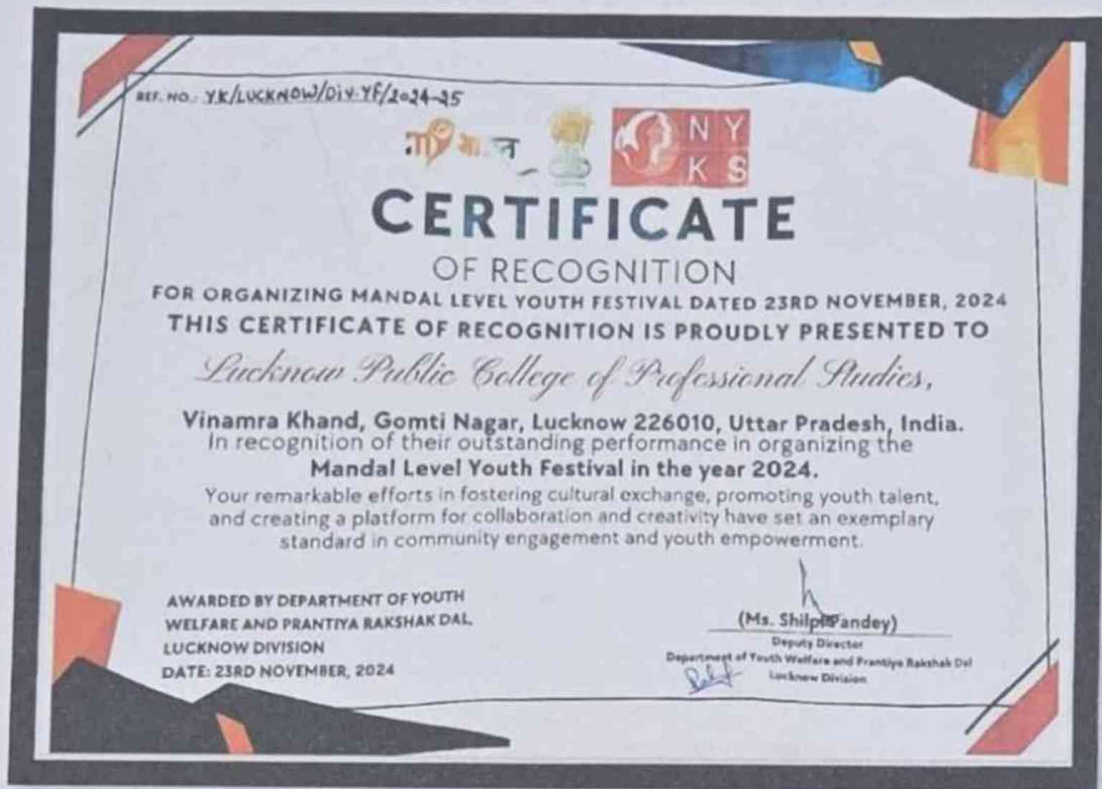 REF. NO.: Y.K/LUCKNOW/Div.YF/2024-25
N Y
K S
CERTIFICATE
OF RECOGNITION
FOR ORGANIZING MANDAL LEVEL YOUTH FESTIVAL DATED 23RD NOVEMBER, 2024
THIS CERTIFICATE OF RECOGNITION IS PROUDLY PRESENTED TO
Lucknow Public College of Professional Studies,
Vinamra Khand, Gomti Nagar, Lucknow 226010, Uttar Pradesh, India.
In recognition of their outstanding performance in organizing the
Mandal Level Youth Festival in the year 2024.
Your remarkable efforts in fostering cultural exchange, promoting youth talent,
and creating a platform for collaboration and creativity have set an exemplary
standard in community engagement and youth empowerment.
AWARDED BY DEPARTMENT OF YOUTH
WELFARE AND PRANTIYA RAKSHAK DAL,
LUCKNOW DIVISION
DATE: 23RD NOVEMBER, 2024
(Ms. Shilpi Pandey)
Deputy Director
Department of Youth Welfare and Prantiya Rakshak Dal
Lucknow Division